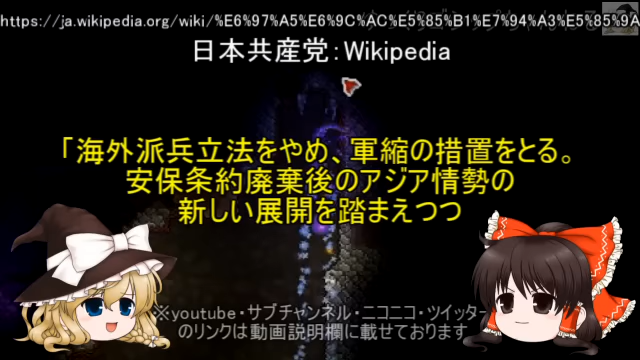 https://ja.wikipedia.org/wiki/%E6%97%A5%E6%9C%AC%E5%85%B1%E7%94%A3%E5%85%9A
日本共産党：Wikipedia
「海外派兵立法をやめ、軍縮の措置をとる。
安保条約廃棄後のアジア情勢の
新しい展開を踏まえつつ
※youtube・サブチャンネル・ニコニコ・ツイッター
のリンクは動画説明欄に載せております